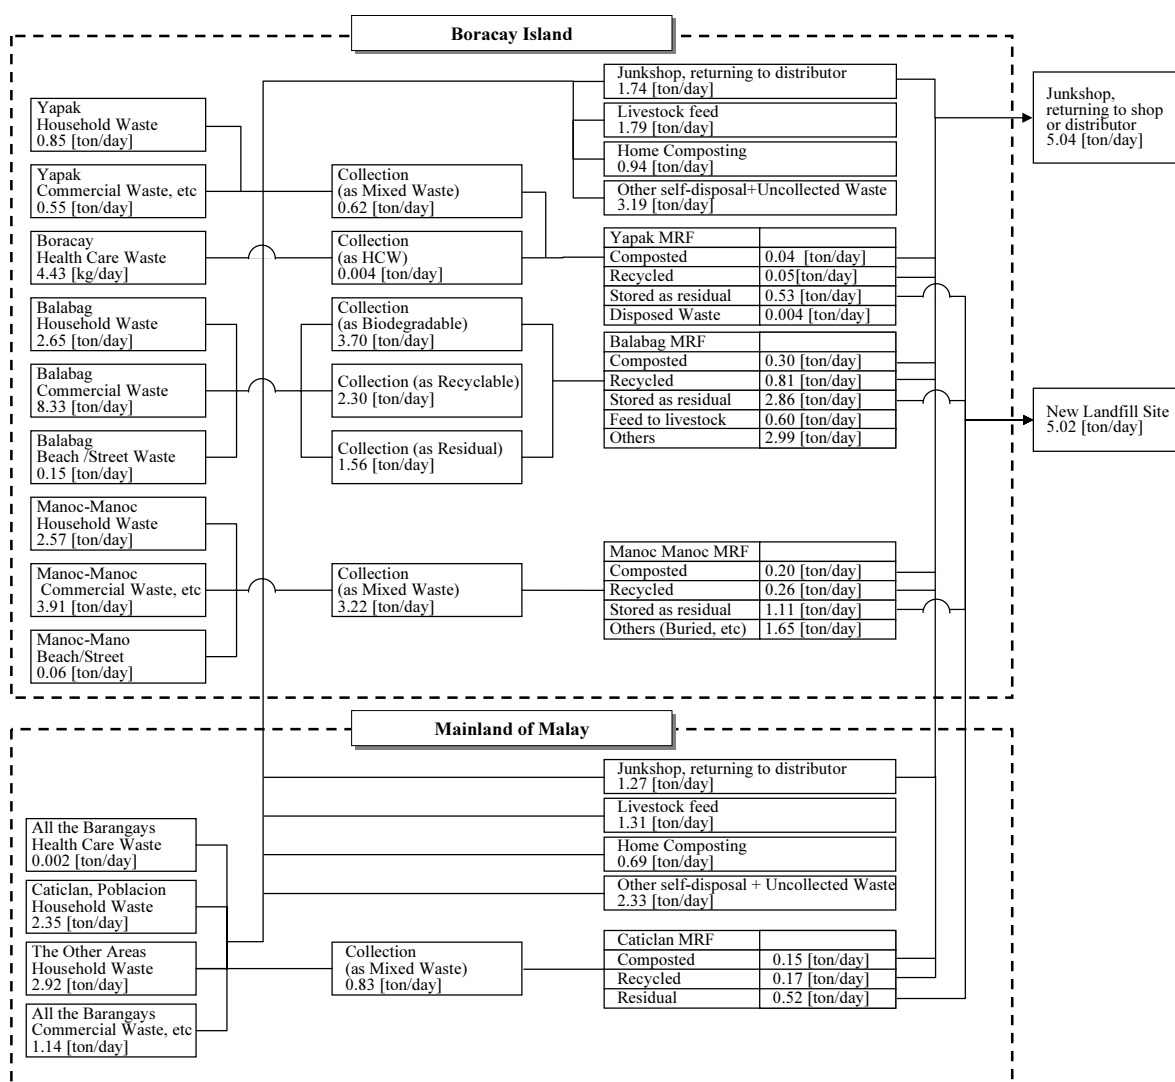 Boracay Island
Yapak
Household Waste
0.85 [ton/day]
Yapak
Commercial Waste, etc
0.55 [ton/day]
Boracay
Health Care Waste
4.43 [kg/day]
Balabag
Household Waste
2.65 [ton/day]
Balabag
Commercial Waste
8.33 [ton/day]
Balabag
Beach /Street Waste
0.15 [ton/day]
Manoc-Manoc
Household Waste
2.57 [ton/day]
Manoc-Manoc
Commercial Waste, etc
3.91 [ton/day]
Manoc-Mano
Beach/Street
0.06 [ton/day]
Collection
(as Mixed Waste)
0.62 [ton/day]
Collection
(as HCW)
0.004 [ton/day]
Collection
(as Biodegradable)
3.70 [ton/day]
Collection (as Recyclable)
2.30 [ton/day]
Collection (as Residual)
1.56 [ton/day]
Collection
(as Mixed Waste)
3.22 [ton/day]
Junkshop, returning to distributor
1.74 [ton/day]
Livestock feed
1.79 [ton/day]
Home Composting
0.94 [ton/day]
Other self-disposal+Uncollected Waste
3.19 [ton/day]
Yapak MRF
Composted 0.04 [ton/day]
Recycled 0.05[ton/day]
Stored as residual 0.53 [ton/day]
Disposed Waste 0.004 [ton/day]
Balabag MRF
Composted 0.30 [ton/day]
Recycled 0.81 [ton/day]
Stored as residual 2.86 [ton/day]
Feed to livestock 0.60 [ton/day]
Others 2.99 [ton/day]
Manoc Manoc MRF
Composted 0.20 [ton/day]
Recycled 0.26 [ton/day]
Stored as residual 1.11 [ton/day]
Others (Buried, etc) 1.65 [ton/day]
Junkshop,
returning to shop
or distributor
5.04 [ton/day]
New Landfill Site
5.02 [ton/day]
Mainland of Malay
All the Barangays
Health Care Waste
0.002 [ton/day]
Caticlan, Poblacion
Household Waste
2.35 [ton/day]
The Other Areas
Household Waste
2.92 [ton/day]
All the Barangays
Commercial Waste, etc
1.14 [ton/day]
Collection
(as Mixed Waste)
0.83 [ton/day]
Junkshop, returning to distributor
1.27 [ton/day]
Livestock feed
1.31 [ton/day]
Home Composting
0.69 [ton/day]
Other self-disposal + Uncollected Waste
2.33 [ton/day]
Caticlan MRF
Composted 0.15 [ton/day]
Recycled 0.17 [ton/day]
Residual 0.52 [ton/day]